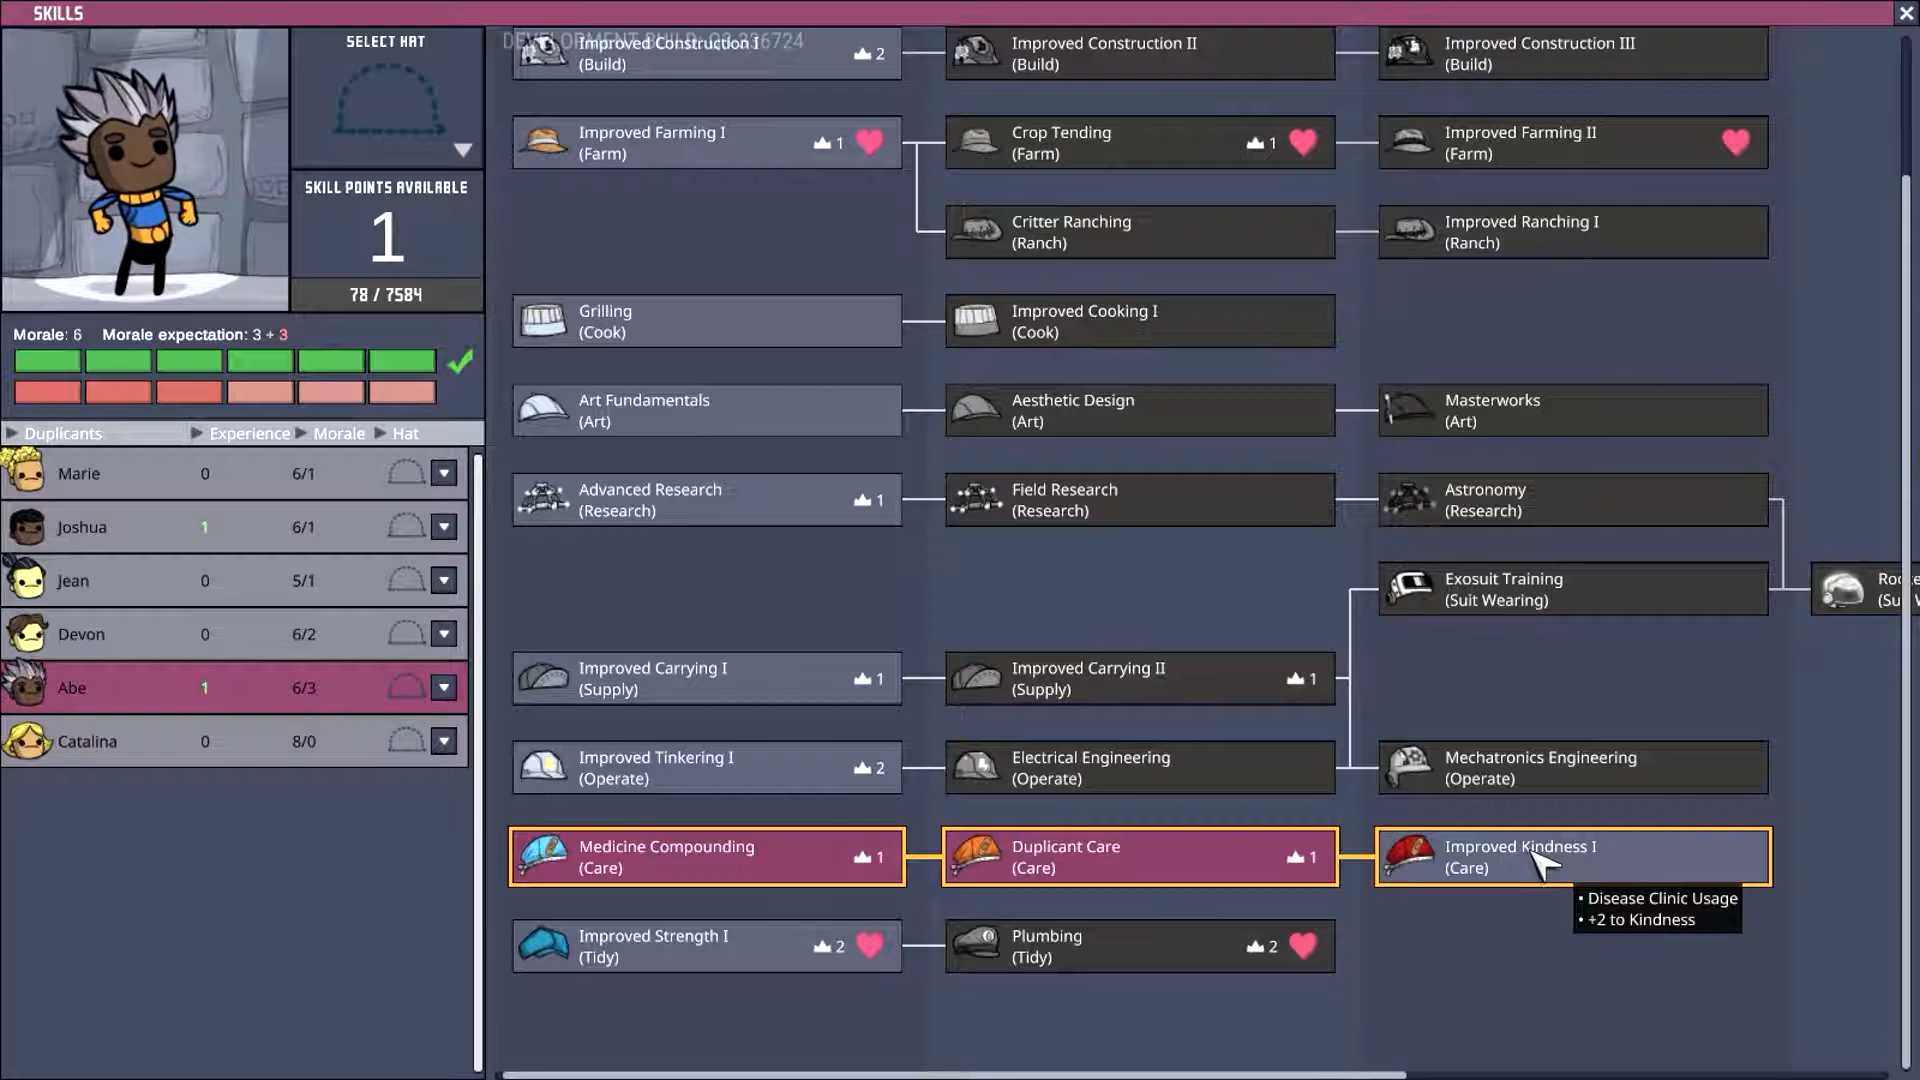 SKILLS
SELECT HAT
SKILL POINTS AVAILABLE
1
78 / 7584
Morale: 6 Morale expectation: 3 + 3
Duplicants Experience Morale Hat
Marie 0 6/1
Joshua 1 6/1
Jean 0 5/1
Devon 0 6/2
Abe 1 6/3
Catalina 0 8/0
DEVELOPMENT BUILD:
Improved Construction I
(Build)
2
Improved Construction II
(Build)
Improved Construction III
(Build)
Improved Farming I
(Farm)
1
Crop Tending
(Farm)
1
Improved Farming II
(Farm)
Critter Ranching
(Ranch)
Improved Ranching I
(Ranch)
Grilling
(Cook)
Improved Cooking I
(Cook)
Art Fundamentals
(Art)
Aesthetic Design
(Art)
Masterworks
(Art)
Advanced Research
(Research)
1
Field Research
(Research)
Astronomy
(Research)
Exosuit Training
(Suit Wearing)
Improved Carrying I
(Supply)
1
Improved Carrying II
(Supply)
1
Improved Tinkering I
(Operate)
2
Electrical Engineering
(Operate)
Mechatronics Engineering
(Operate)
Medicine Compounding
(Care)
1
Duplicant Care
(Care)
1
Improved Kindness I
(Care)
• Disease Clinic Usage
• +2 to Kindness
Improved Strength I
(Tidy)
2
Plumbing
(Tidy)
2